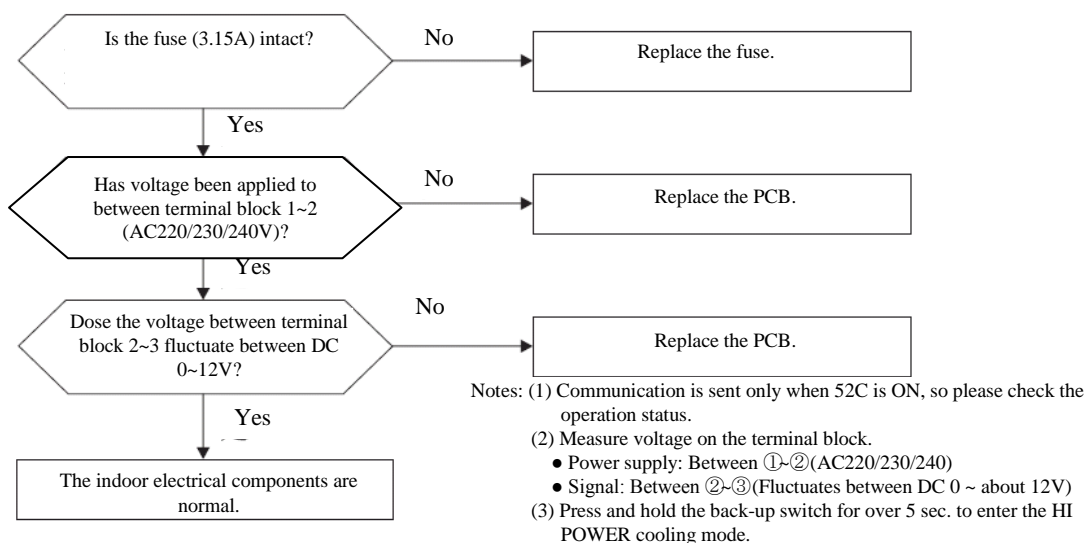 Is the fuse (3.15A) intact?
No
Replace the fuse.
Yes
Has voltage been applied to
between terminal block 1~2
(AC220/230/240V)?
No
Replace the PCB.
Yes
Dose the voltage between terminal
block 2~3 fluctuate between DC
0~12V?
No
Replace the PCB.
Yes
The indoor electrical components are
normal.
Notes: (1) Communication is sent only when 52C is ON, so please check the
operation status.
(2) Measure voltage on the terminal block.
● Power supply: Between ①~②(AC220/230/240)
● Signal: Between ②~③(Fluctuates between DC 0 ~ about 12V)
(3) Press and hold the back-up switch for over 5 sec. to enter the HI
POWER cooling mode.